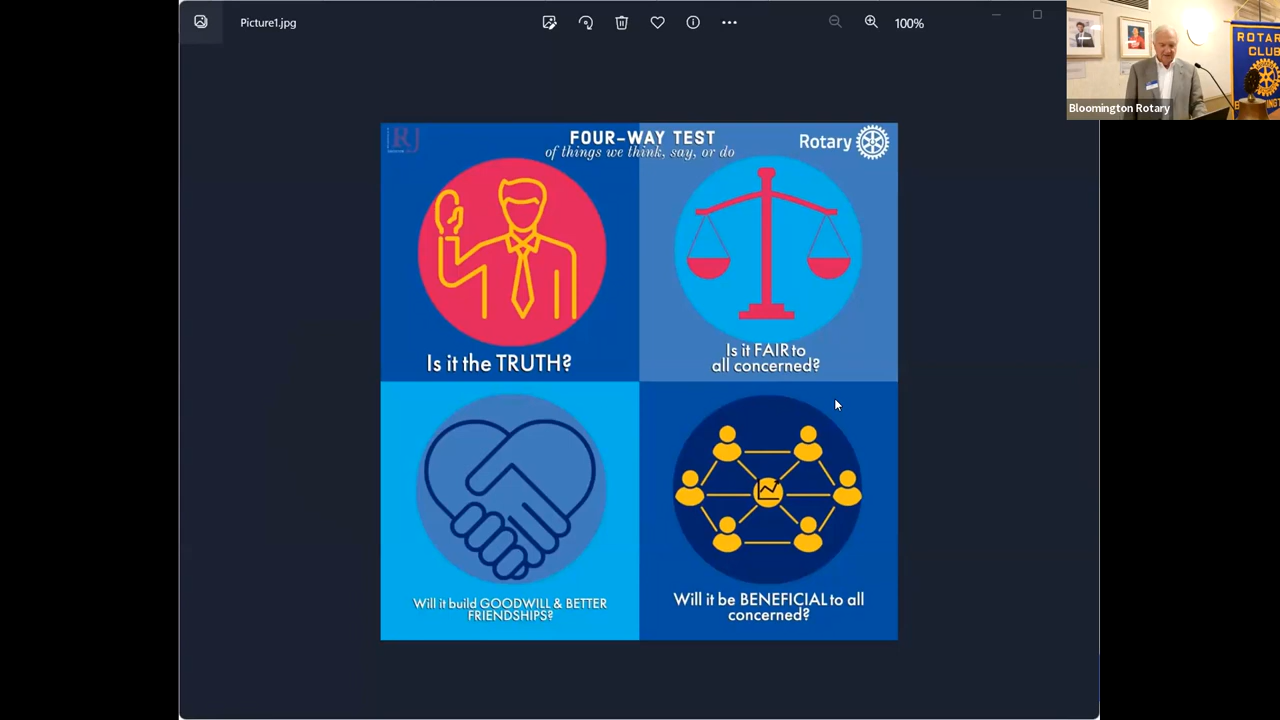 Picture1.jpg
100%
ROTARY
CLUB
Bloomington Rotary
RJ
FOUR-WAY TEST
of things we think, say, or do
Rotary
Is it the TRUTH?
Is it FAIR to
all concerned?
Will it build GOODWILL & BETTER
FRIENDSHIPS?
Will it be BENEFICIAL to all
concerned?